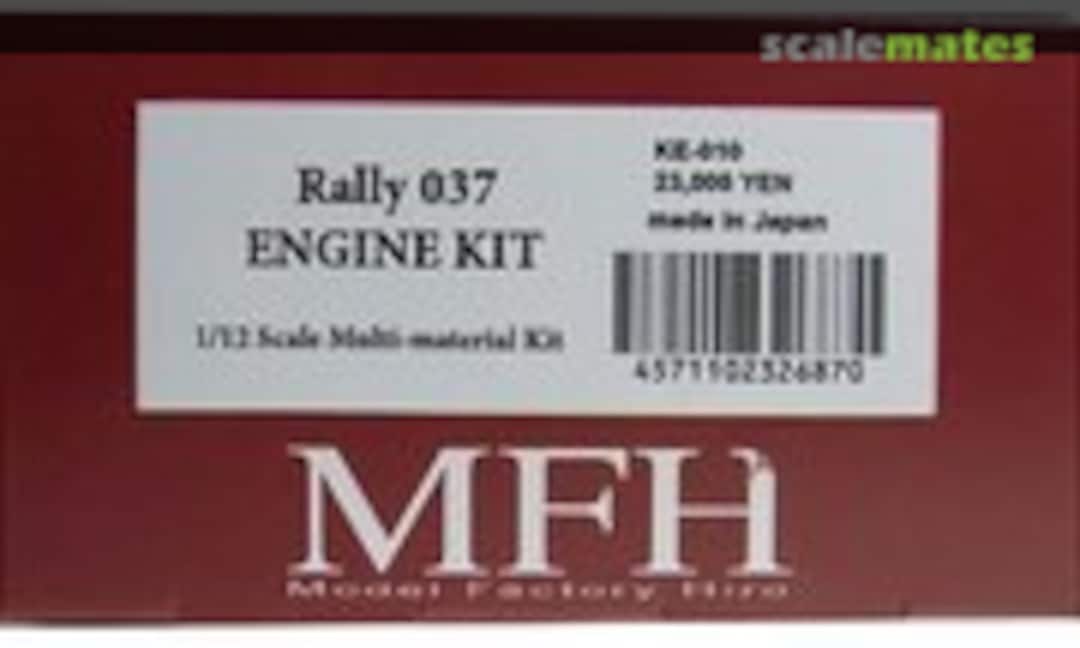 scalemates
Rally 037
ENGINE KIT
1/12 Scale Multi-material Kit
KE-010
23,000 YEN
made in Japan
4571102326870
MFH
Model Factory Hiro